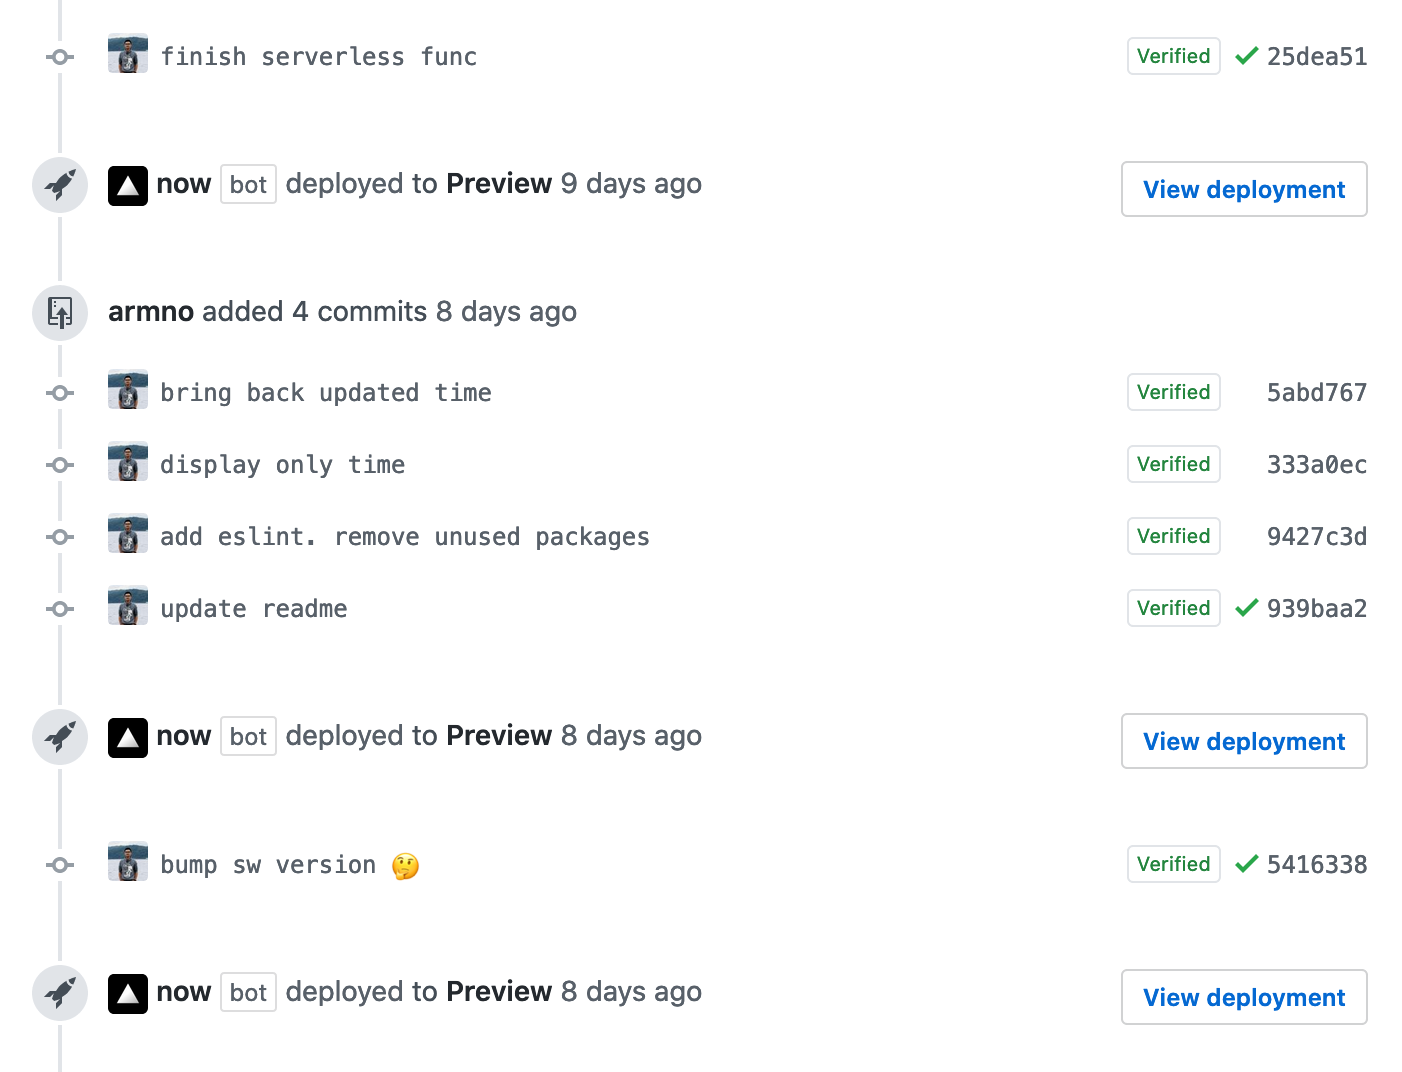 finish serverless func Verified 25dea51
now bot deployed to Preview 9 days ago View deployment
armno added 4 commits 8 days ago
bring back updated time Verified 5abd767
display only time Verified 333a0ec
add eslint. remove unused packages Verified 9427c3d
update readme Verified 939baa2
now bot deployed to Preview 8 days ago View deployment
bump sw version 🤔 Verified 5416338
now bot deployed to Preview 8 days ago View deployment